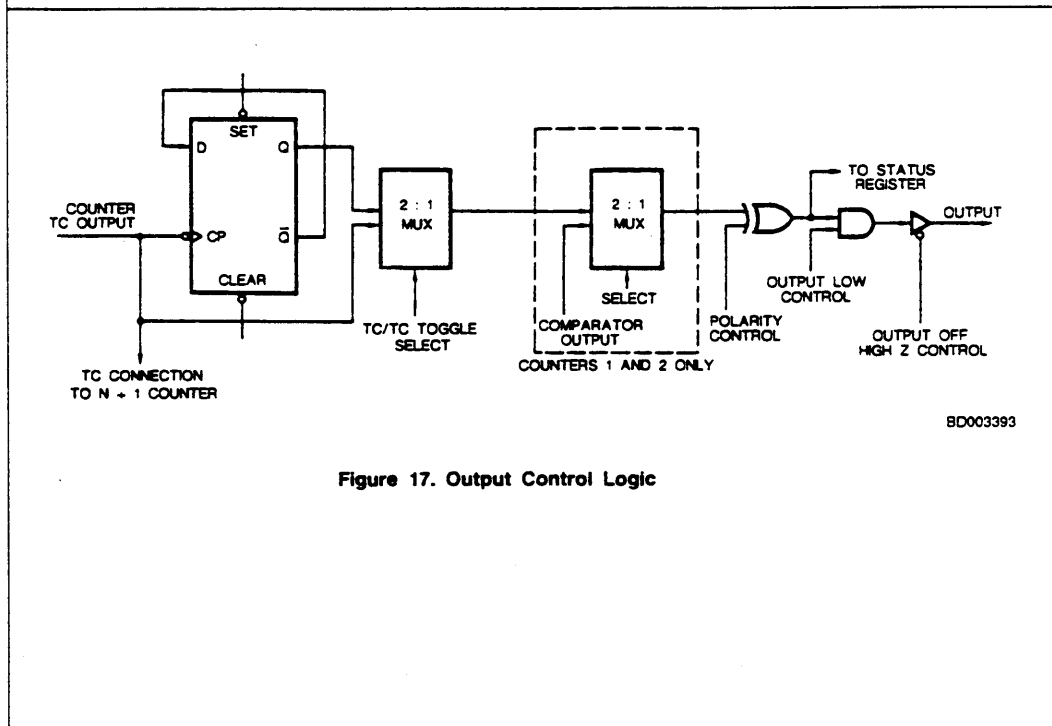 SET
D
Q
COUNTER
TC OUTPUT
CP
Q̅
CLEAR
2 : 1
MUX
TC/TC TOGGLE
SELECT
TC CONNECTION
TO N + 1 COUNTER
2 : 1
MUX
SELECT
COMPARATOR
OUTPUT
COUNTERS 1 AND 2 ONLY
POLARITY
CONTROL
TO STATUS
REGISTER
OUTPUT LOW
CONTROL
OUTPUT
OUTPUT OFF
HIGH Z CONTROL
BD003393
Figure 17. Output Control Logic